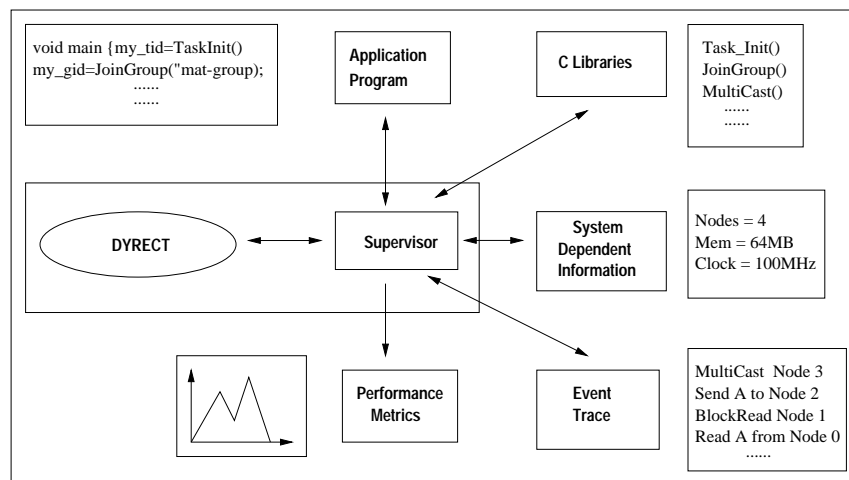 void main {my_tid=TaskInit()
my_gid=JoinGroup("mat-group);
......
......
Application
Program
C Libraries
Task_Init()
JoinGroup()
MultiCast()
......
......
DYRECT
Supervisor
System
Dependent
Information
Nodes = 4
Mem = 64MB
Clock = 100MHz
Performance
Metrics
Event
Trace
MultiCast Node 3
Send A to Node 2
BlockRead Node 1
Read A from Node 0
......